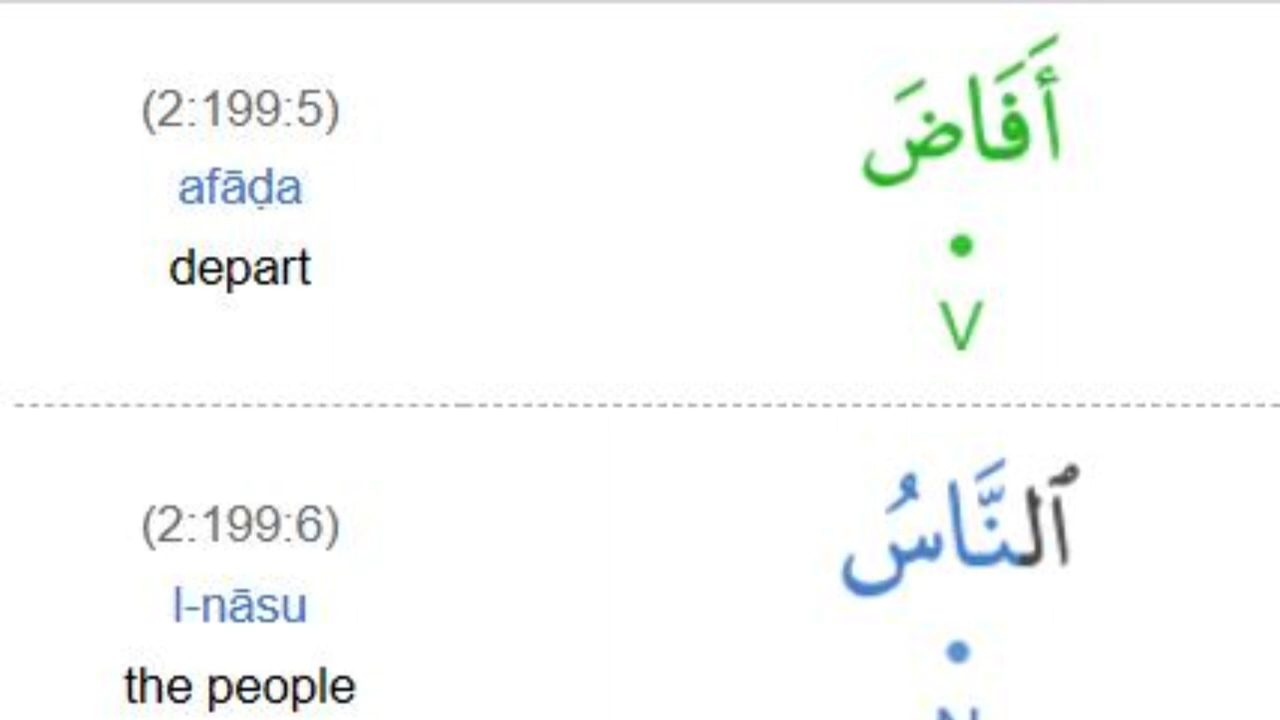 (2:199:5)
afāḍa
depart
أَفَاضَ
V
(2:199:6)
l-nāsu
the people
ٱلنَّاسُ
N